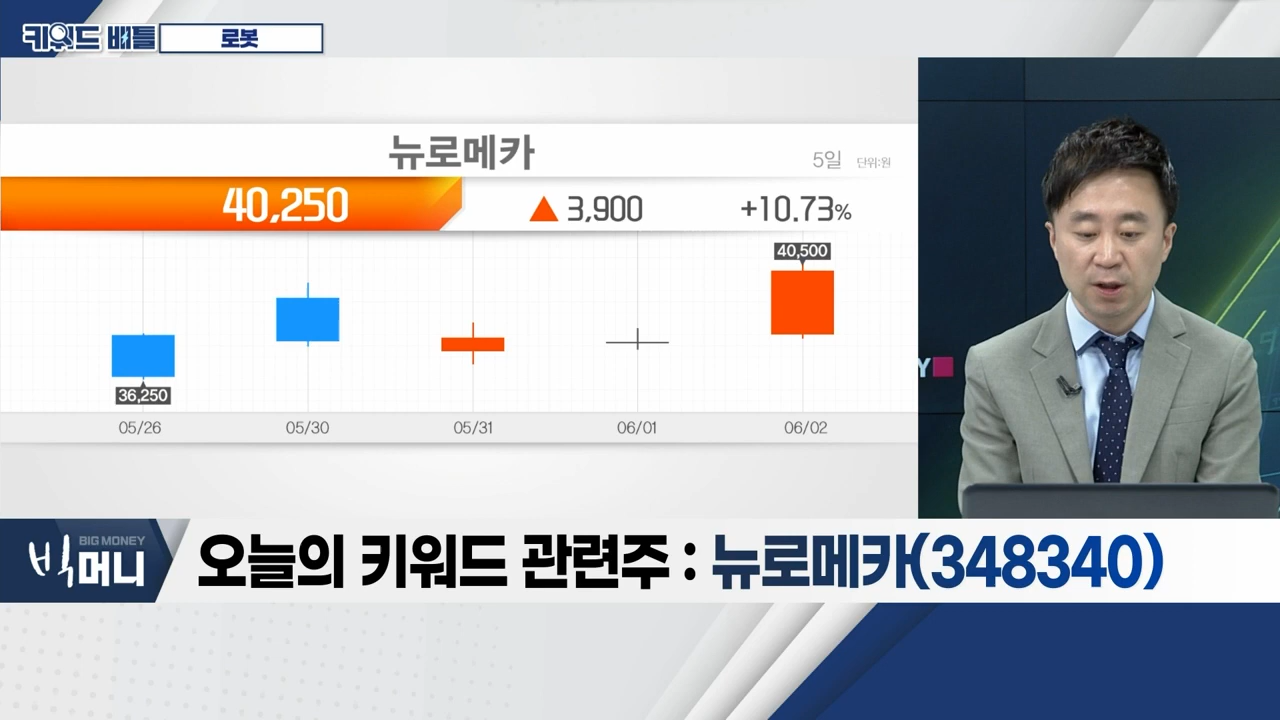 키워드 배틀
로봇
뉴로메카
5일 단위:원
40,250 ▲ 3,900 +10.73%
40,500
36,250
05/26 05/30 05/31 06/01 06/02
Y
BIG MONEY
빅머니
오늘의 키워드 관련주 : 뉴로메카(348340)